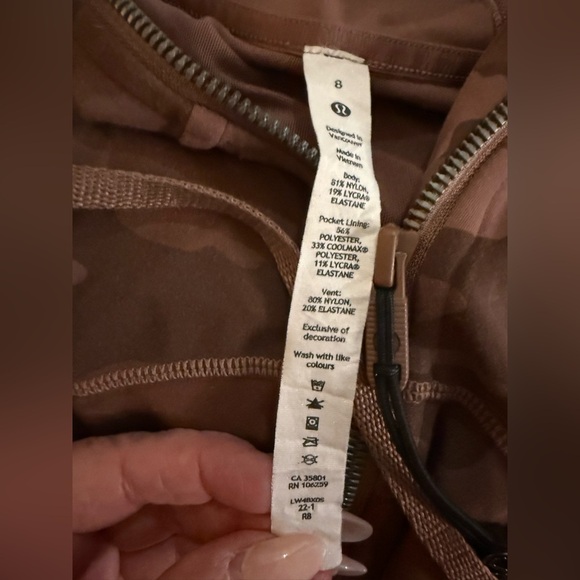 8
Designed in
Vancouver
Made in
Vietnam
Body:
81% NYLON,
19% LYCRA®
ELASTANE
Pocket Lining:
56%
POLYESTER,
33% COOLMAX®
POLYESTER,
11% LYCRA®
ELASTANE
Vent:
80% NYLON,
20% ELASTANE
Exclusive of
decoration
Wash with like
colours
CA 35801
RN 106259
LW4BXDS
22-1
RB